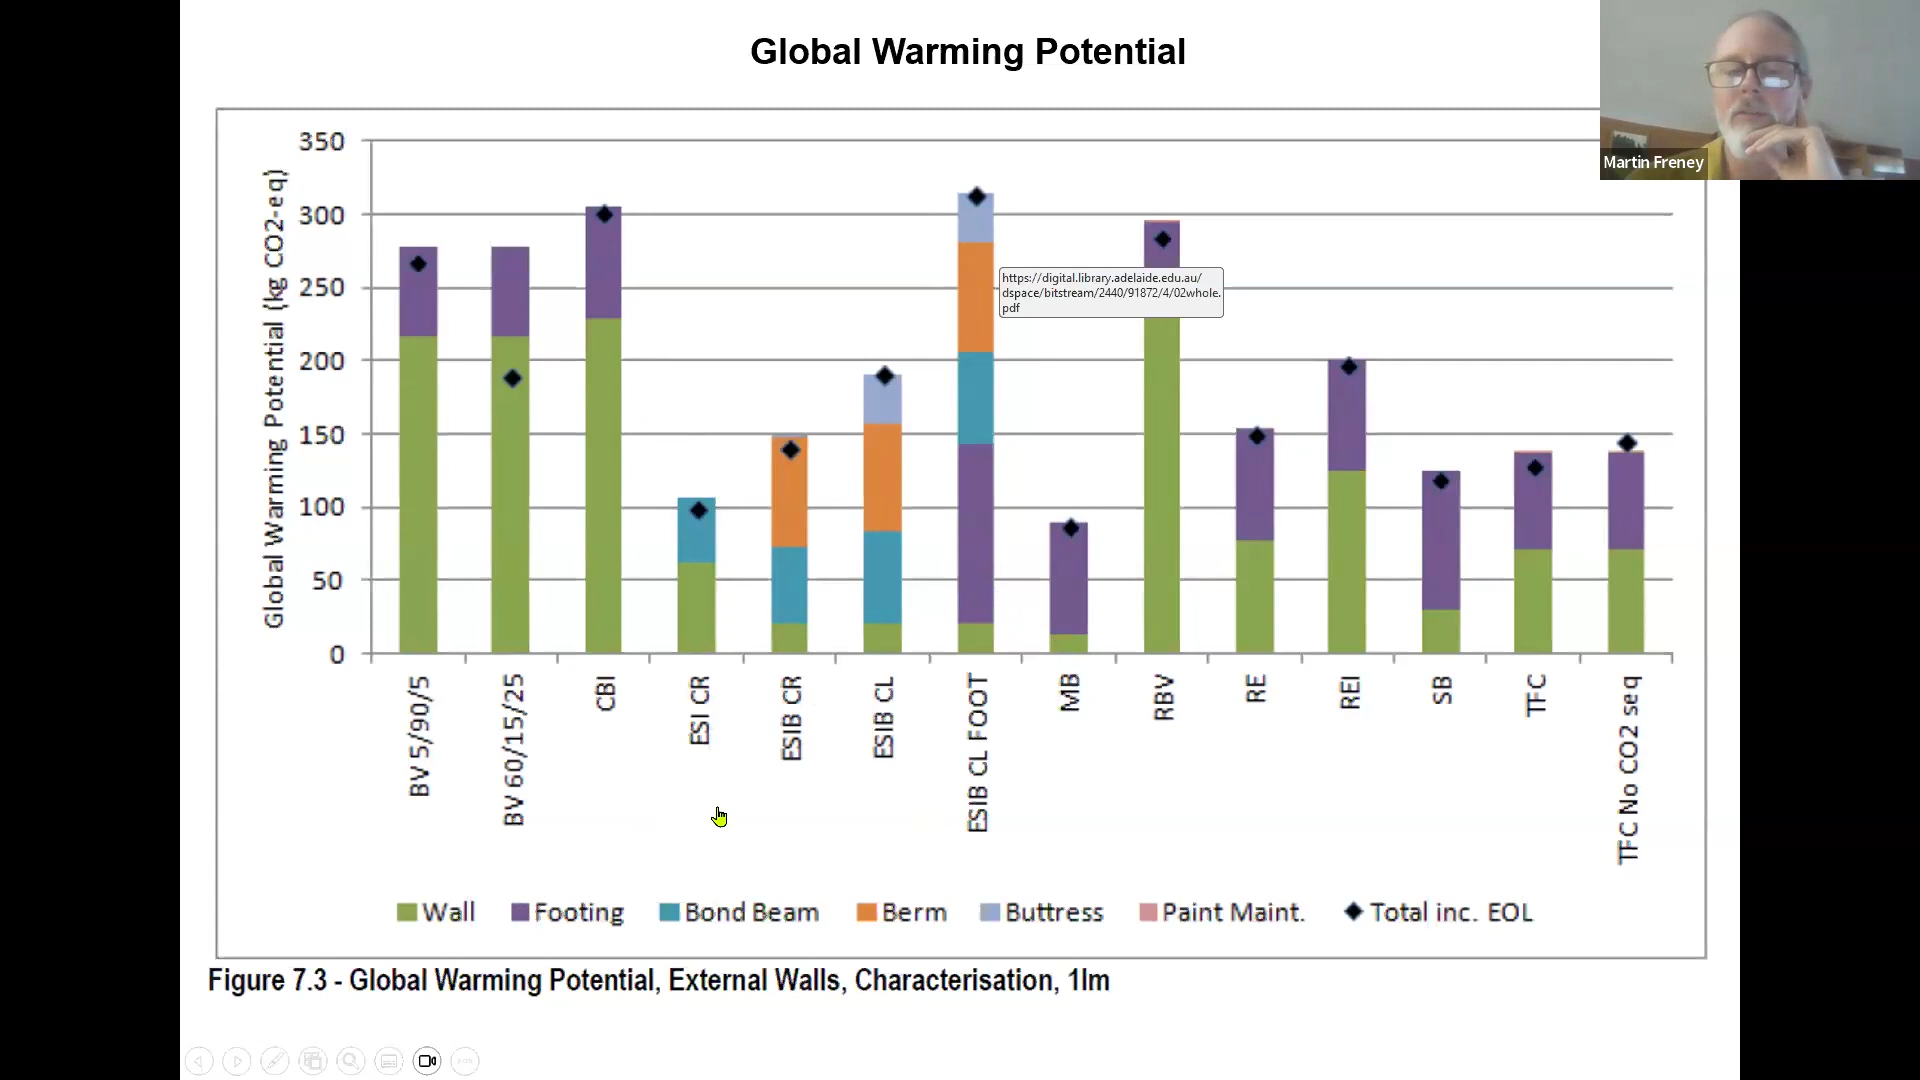 Global Warming Potential
Martin Freney
Global Warming Potential (kg CO2-eq)
350
300
250
200
150
100
50
0
https://digital.library.adelaide.edu.au/
dspace/bitstream/2440/91872/4/02whole.
pdf
BV 5/90/5
BV 60/15/25
CBI
ESI CR
ESIB CR
ESIB CL
ESIB CL FOOT
MB
RBV
RE
REI
SB
TFC
TFC No CO2 seq
Wall
Footing
Bond Beam
Berm
Buttress
Paint Maint.
Total inc. EOL
Figure 7.3 - Global Warming Potential, External Walls, Characterisation, 1lm